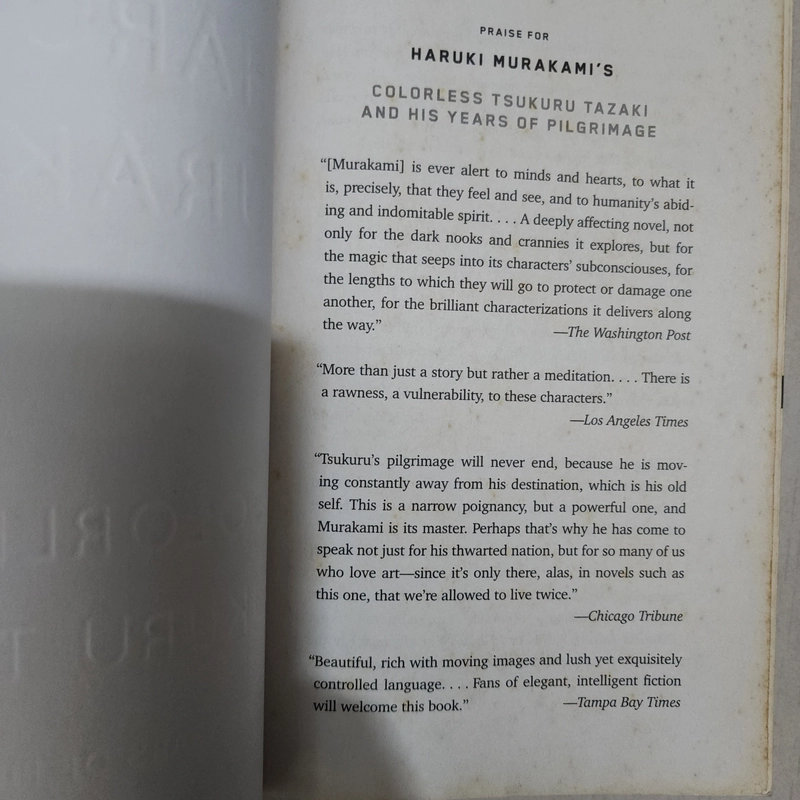 PRAISE FOR
HARUKI MURAKAMI'S
COLORLESS TSUKURU TAZAKI
AND HIS YEARS OF PILGRIMAGE
“[Murakami] is ever alert to minds and hearts, to what it
is, precisely, that they feel and see, and to humanity’s abid-
ing and indomitable spirit. . . . A deeply affecting novel, not
only for the dark nooks and crannies it explores, but for
the magic that seeps into its characters’ subconsciouses, for
the lengths to which they will go to protect or damage one
another, for the brilliant characterizations it delivers along
the way.” —The Washington Post
“More than just a story but rather a meditation. . . . There is
a rawness, a vulnerability, to these characters.”
—Los Angeles Times
“Tsukuru’s pilgrimage will never end, because he is mov-
ing constantly away from his destination, which is his old
self. This is a narrow poignancy, but a powerful one, and
Murakami is its master. Perhaps that’s why he has come to
speak not just for his thwarted nation, but for so many of us
who love art—since it’s only there, alas, in novels such as
this one, that we’re allowed to live twice.”
—Chicago Tribune
“Beautiful, rich with moving images and lush yet exquisitely
controlled language. . . . Fans of elegant, intelligent fiction
will welcome this book.” —Tampa Bay Times